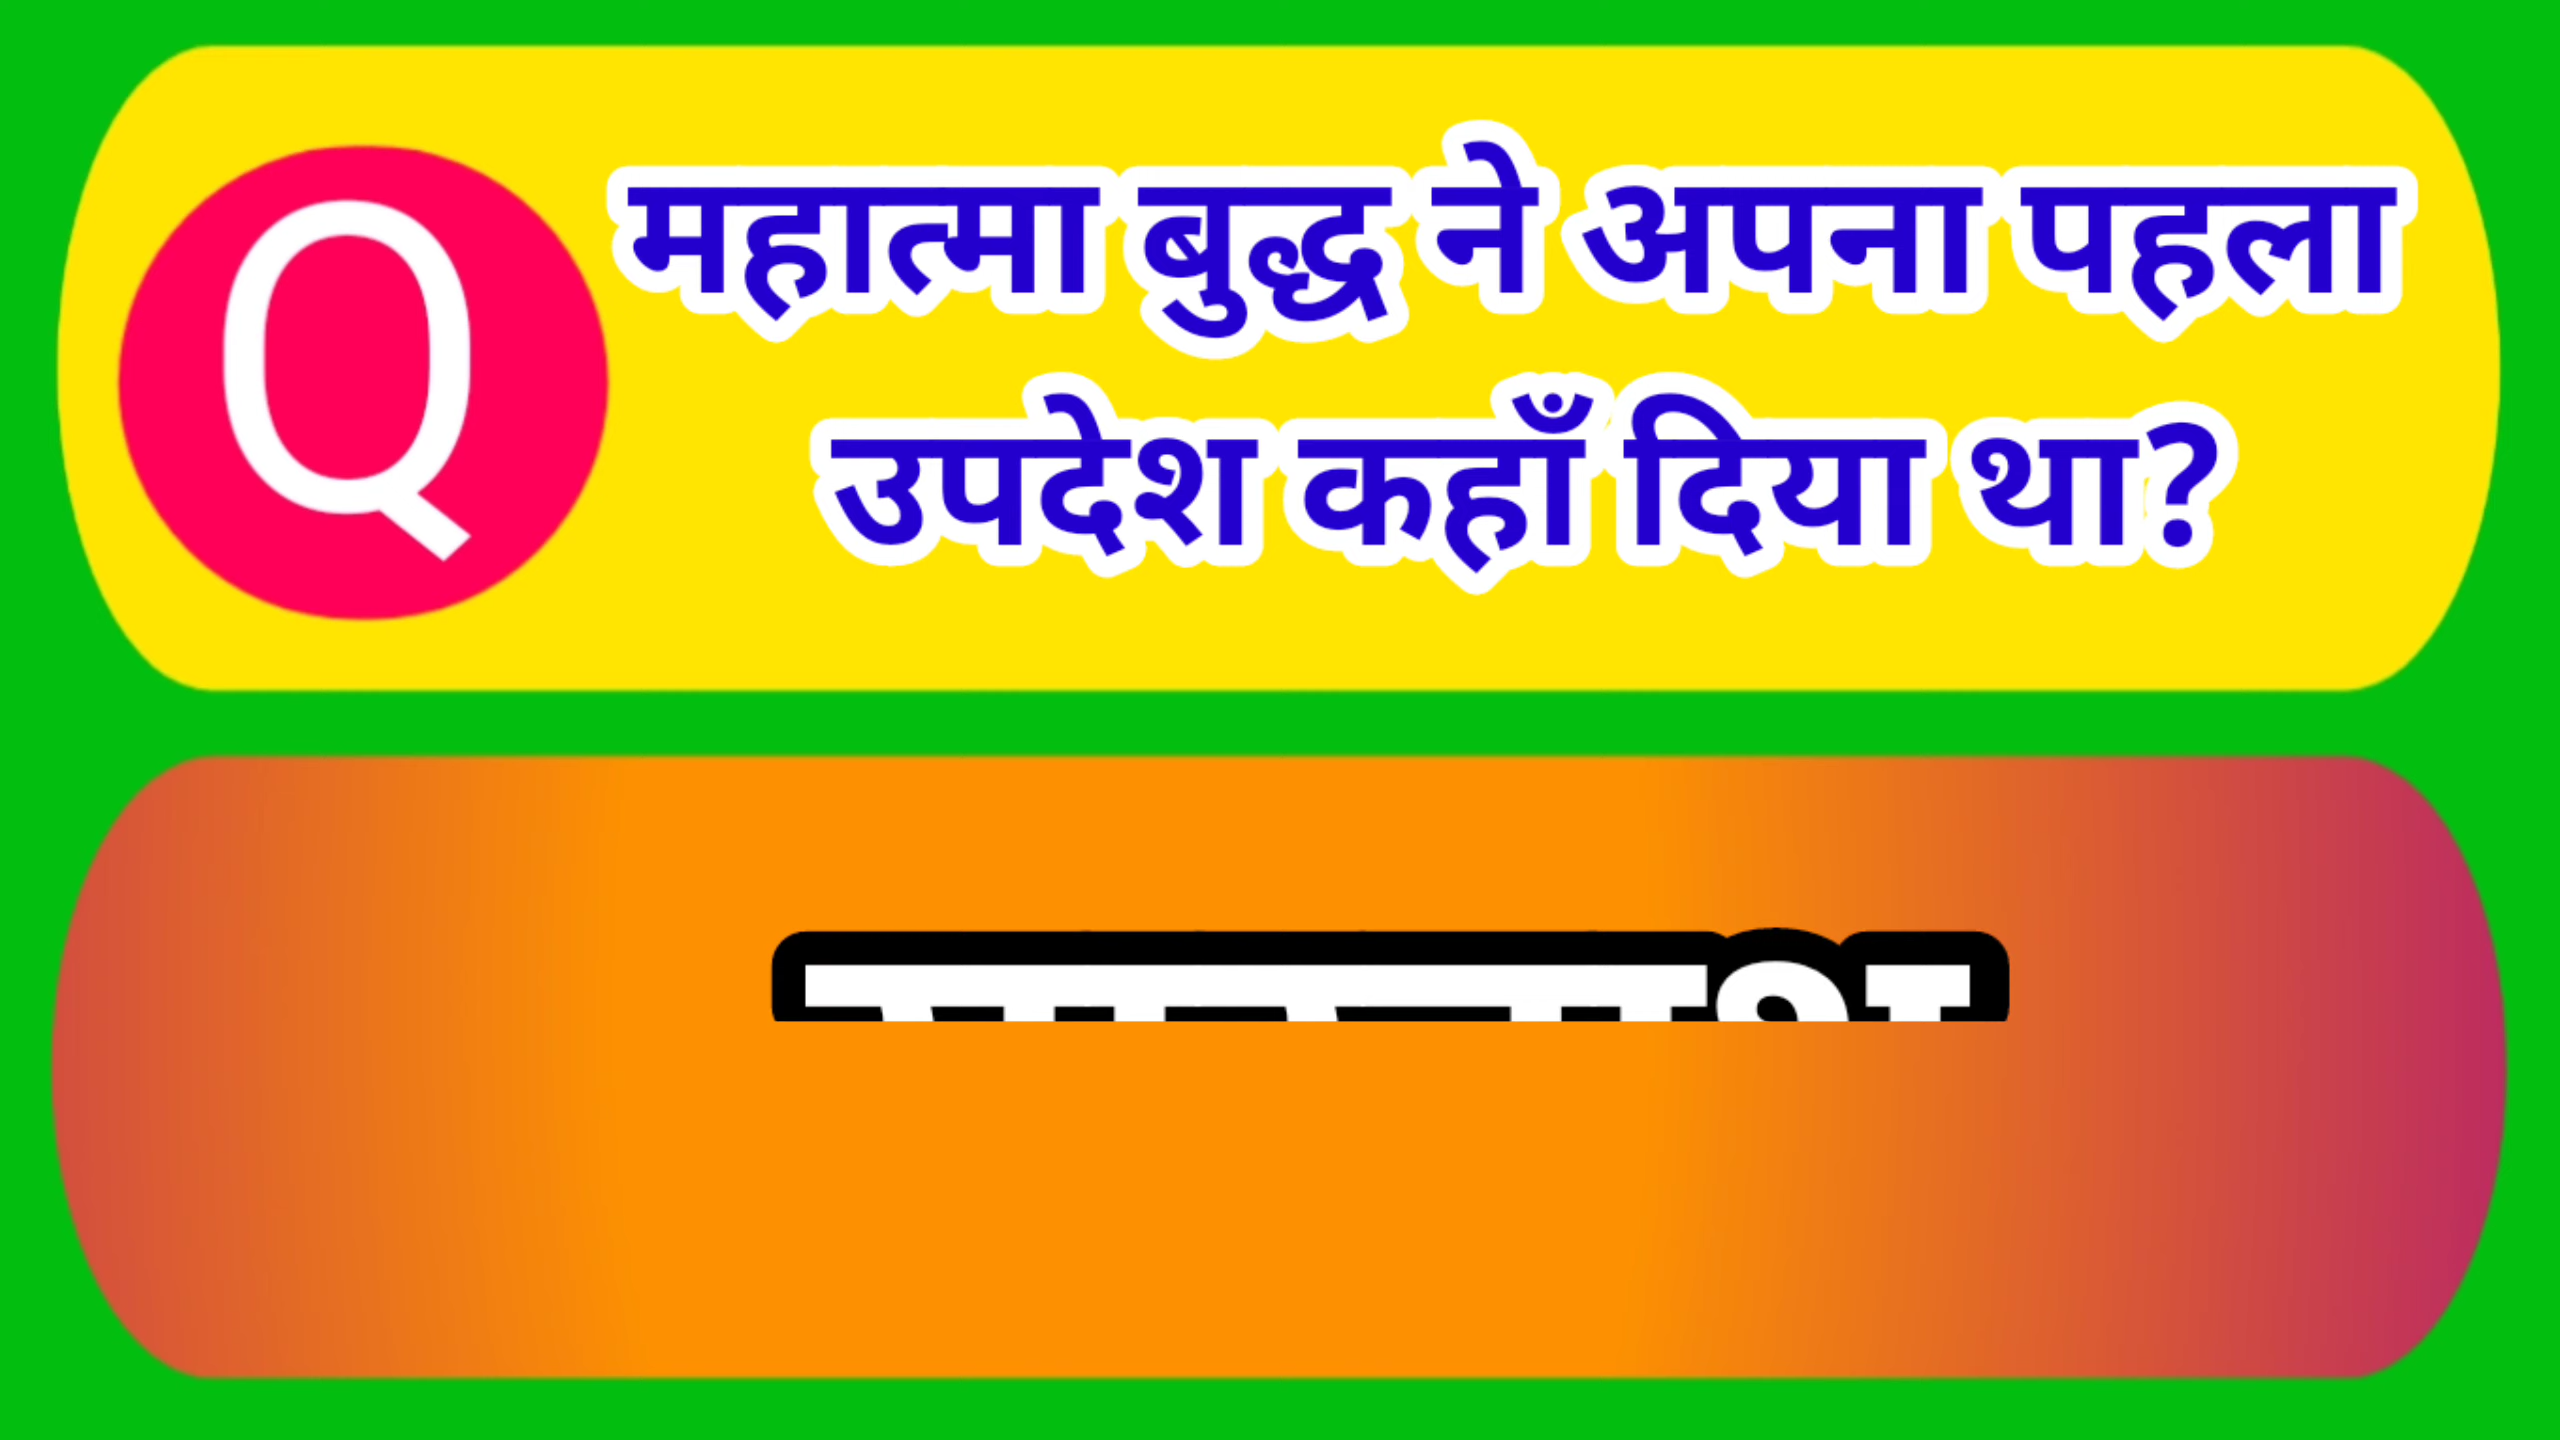 Q
महात्मा बुद्ध ने अपना पहला
उपदेश कहाँ दिया था?